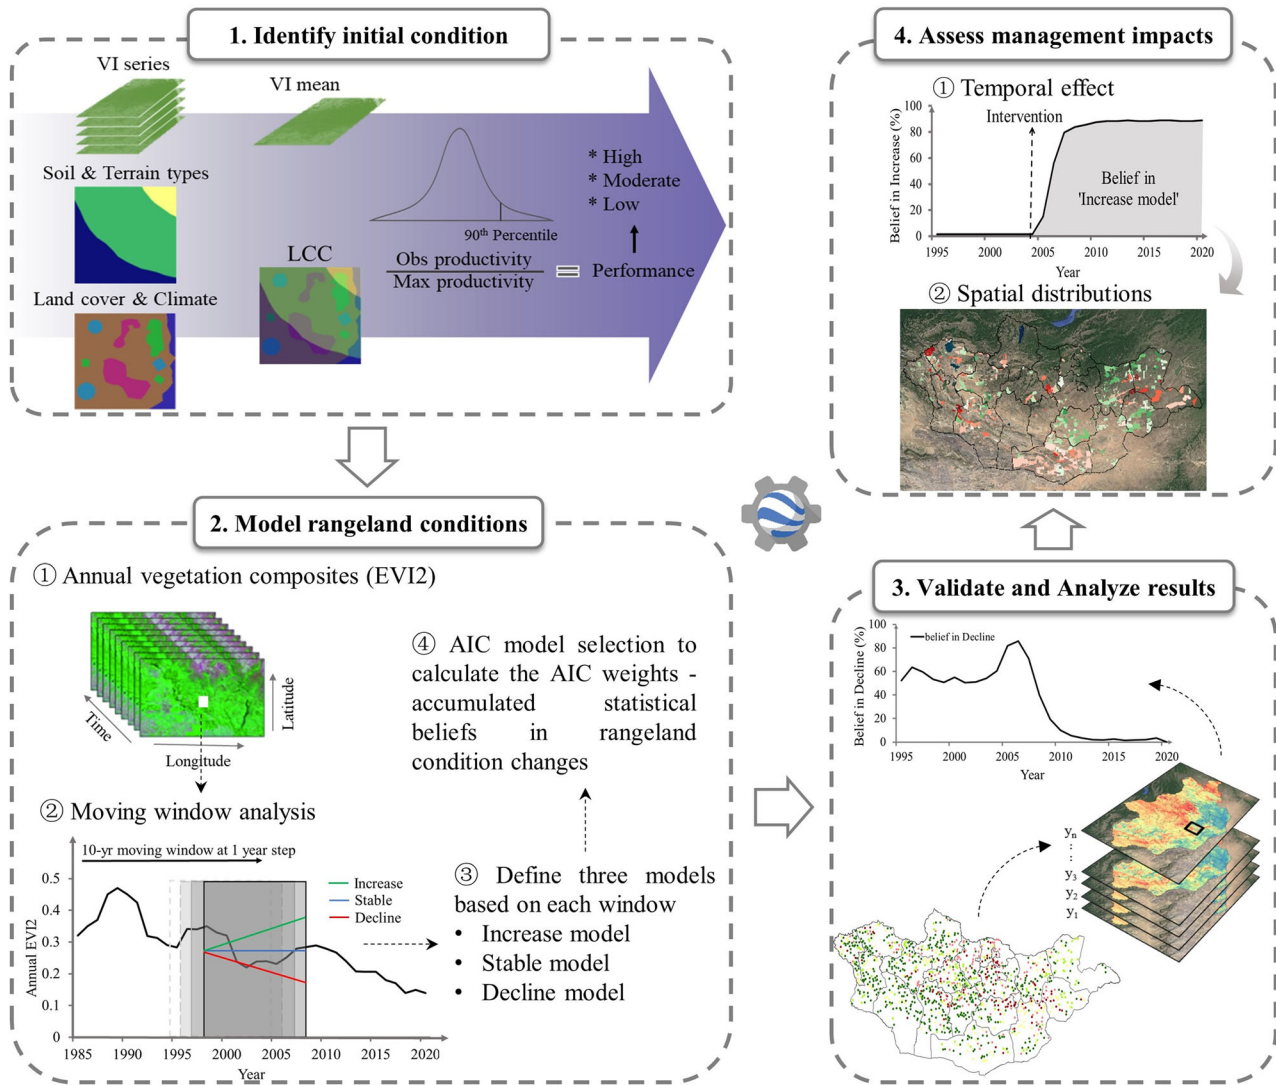 1. Identify initial condition
VI series
VI mean
Soil & Terrain types
Land cover & Climate
LCC
90th Percentile
Obs productivity
Max productivity
=
Performance
* High
* Moderate
* Low
2. Model rangeland conditions
① Annual vegetation composites (EVI2)
Time
Longitude
Latitude
② Moving window analysis
10-yr moving window at 1 year step
Annual EVI2
0.5
0.4
0.3
0.2
0.1
0
Increase
Stable
Decline
1985 1990 1995 2000 2005 2010 2015 2020
Year
③ Define three models
based on each window
• Increase model
• Stable model
• Decline model
④ AIC model selection to
calculate the AIC weights -
accumulated statistical
beliefs in rangeland
condition changes
3. Validate and Analyze results
Belief in Decline (%)
100
80
60
40
20
0
belief in Decline
1995 2000 2005 2010 2015 2020
Year
yn
⋮
y3
y2
y1
4. Assess management impacts
① Temporal effect
Intervention
Belief in Increase (%)
100
80
60
40
20
0
Belief in
'Increase model'
1995 2000 2005 2010 2015 2020
Year
② Spatial distributions